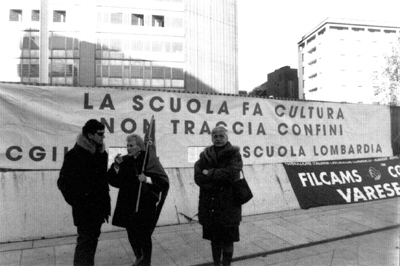 LA SCUOLA FA CULTURA
NON TRACCIA CONFINI
CGIL SCUOLA LOMBARDIA
FILCAMS
VARESE